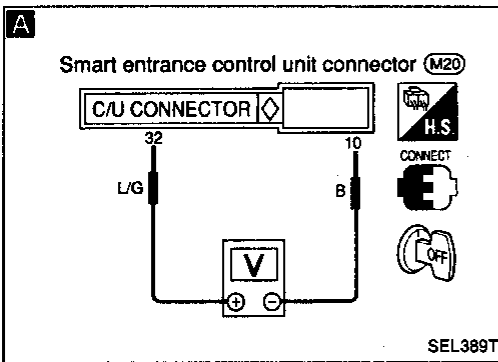 A
Smart entrance control unit connector (M20)
C/U CONNECTOR
32 10
H.S.
CONNECT
L/G B
OFF
V
⊕ ⊖
SEL389T